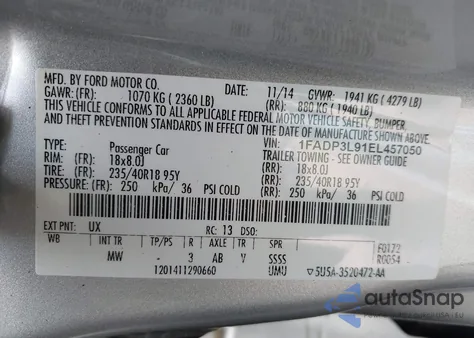 MFD. BY FORD MOTOR CO.
DATE: 11/14 GVWR: 1941 KG ( 4279 LB)
GAWR: (FR): 1070 KG ( 2360 LB) (RR): 880 KG ( 1940 LB)
THIS VEHICLE CONFORMS TO ALL APPLICABLE FEDERAL MOTOR VEHICLE SAFETY, BUMPER
AND THEFT PREVENTION STANDARDS IN EFFECT ON THE DATE OF MANUFACTURE SHOWN ABOVE.
VIN: 1FADP3L91EL457050
TYPE: Passenger Car TRAILER TOWING - SEE OWNER GUIDE
RIM: (FR): 18x8.0J (RR): 18x8.0J
TIRE: (FR): 235/40R18 95Y (RR): 235/40R18 95Y
PRESSURE: (FR): 250 kPa/ 36 PSI COLD (RR): 250 kPa/ 36 PSI COLD
EXT PNT: UX RC: 13 DSO:
WB INT TR TP/PS R AXLE TR SPR F0172
MW - 3 AB V SSSS R0054
1201411290660 UMU ▽5U5A-3520472-AA
autoSnap